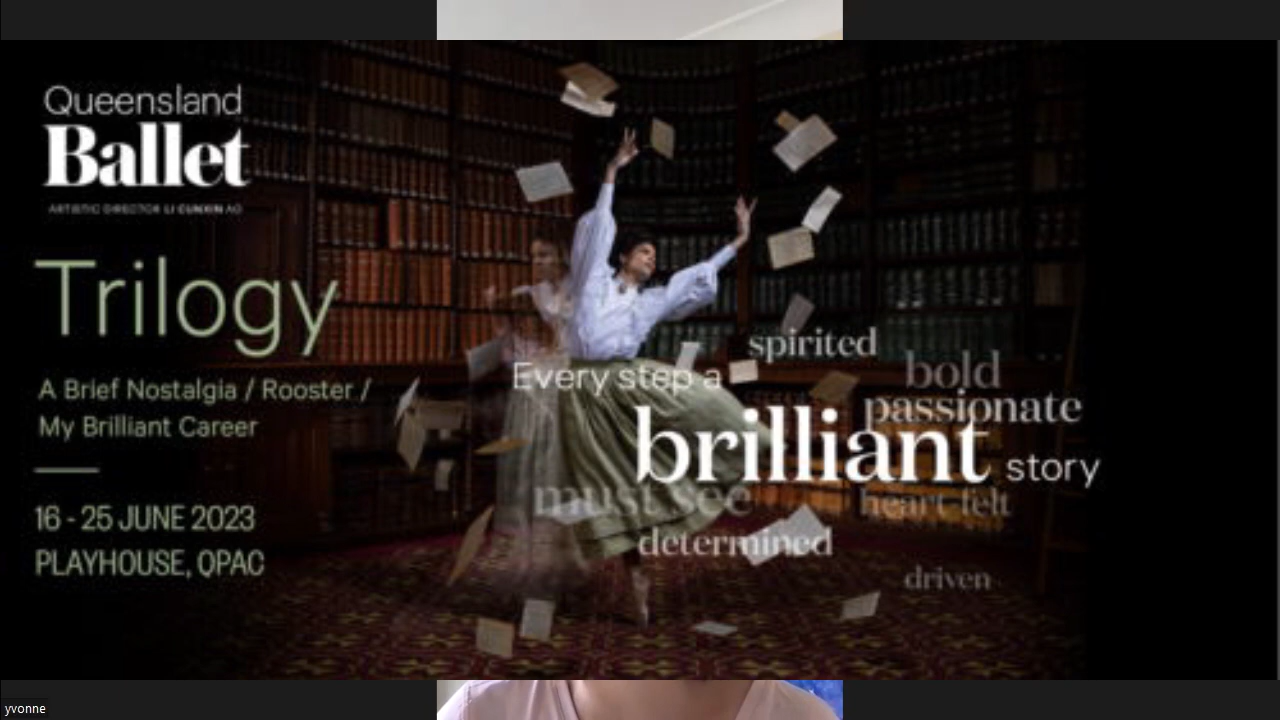 Queensland
Ballet
ARTISTIC DIRECTOR LI CUNXIN AO
Trilogy
A Brief Nostalgia / Rooster /
My Brilliant Career
16 - 25 JUNE 2023
PLAYHOUSE, QPAC
spirited
Every step a
bold
passionate
brilliant story
must see
heart felt
determined
driven
yvonne